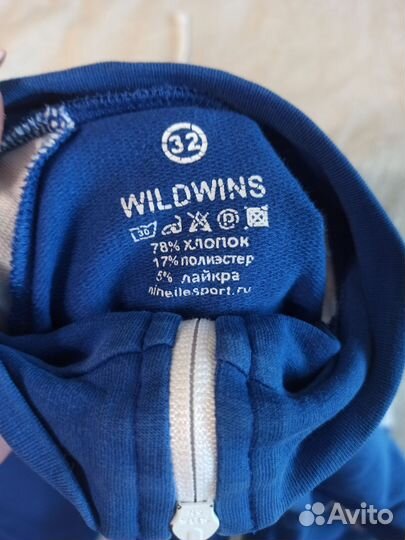 32
WILDWINS
30 P
78% ХЛОПОК
17% ПОЛИЭСТЕР
5% ЛАЙКРА
ninellesport.ru
Avito